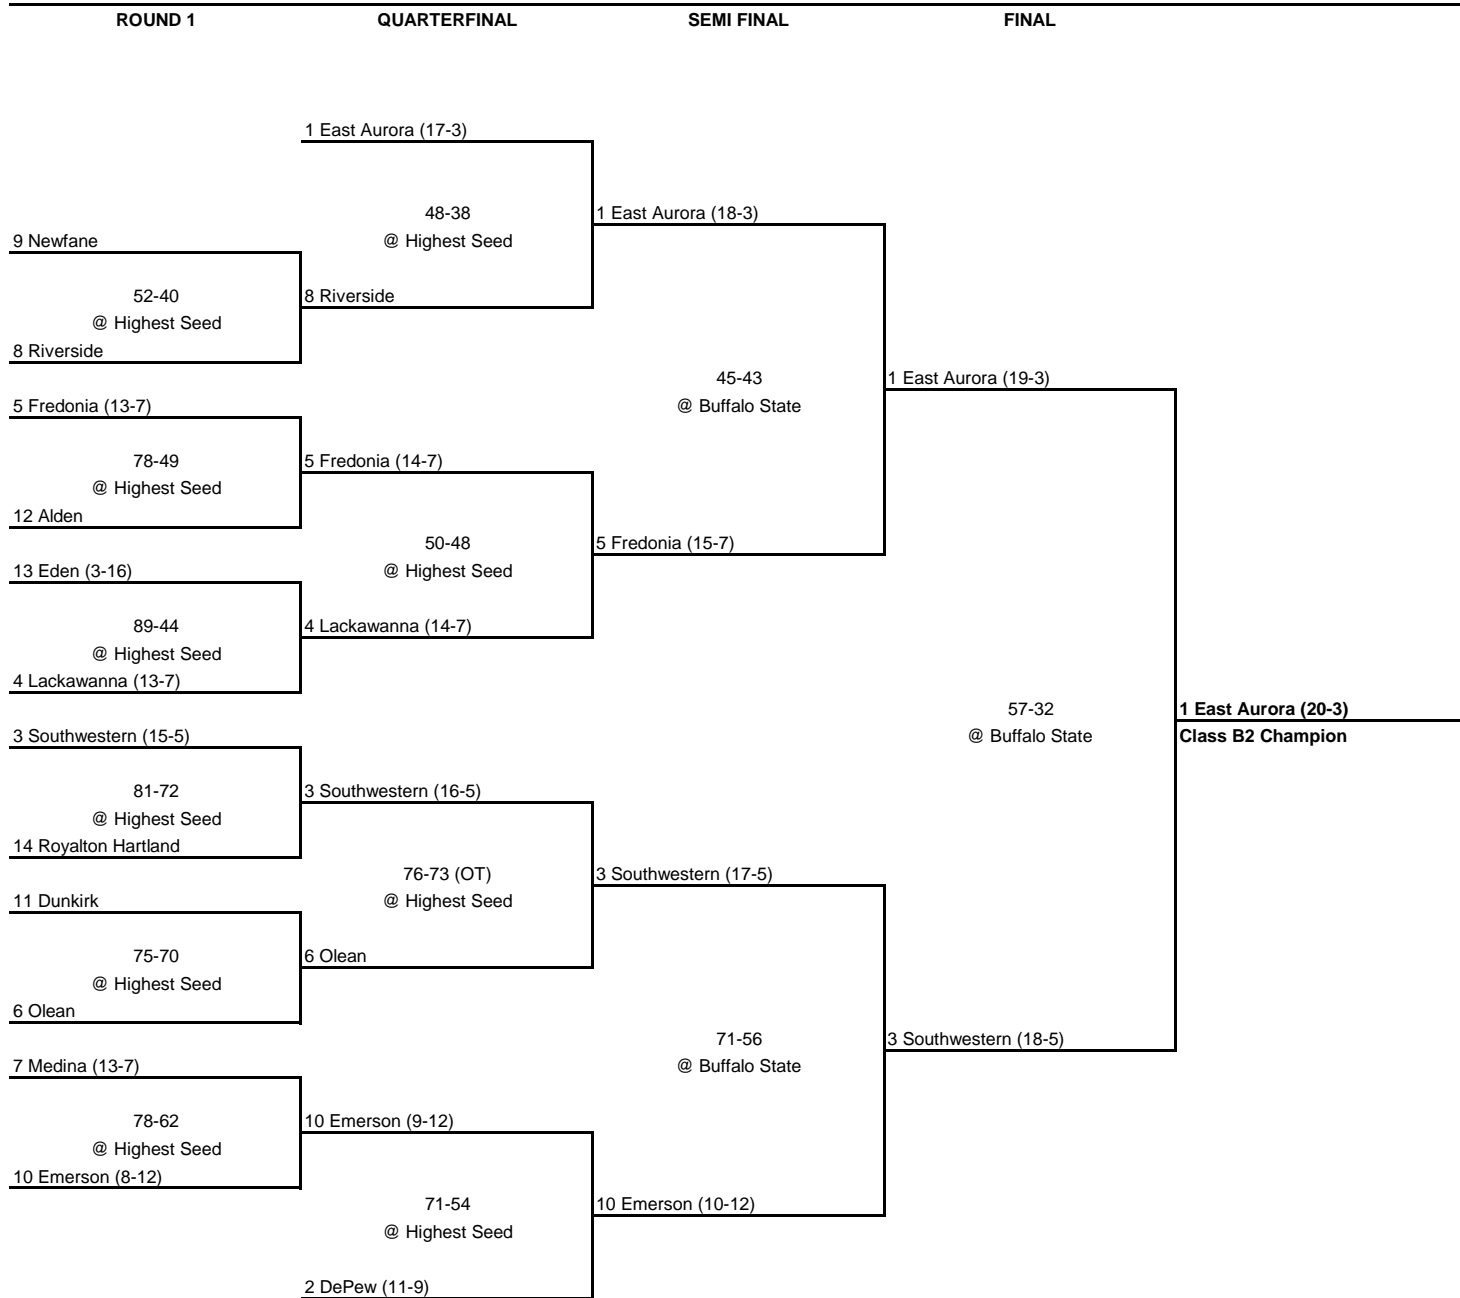 ROUND 1
QUARTERFINAL
SEMI FINAL
FINAL
1 East Aurora (17-3)
48-38
@ Highest Seed
1 East Aurora (18-3)
9 Newfane
52-40
@ Highest Seed
8 Riverside
8 Riverside
45-43
@ Buffalo State
1 East Aurora (19-3)
5 Fredonia (13-7)
78-49
@ Highest Seed
5 Fredonia (14-7)
12 Alden
50-48
@ Highest Seed
5 Fredonia (15-7)
13 Eden (3-16)
89-44
@ Highest Seed
4 Lackawanna (14-7)
4 Lackawanna (13-7)
57-32
@ Buffalo State
1 East Aurora (20-3)
Class B2 Champion
3 Southwestern (15-5)
81-72
@ Highest Seed
3 Southwestern (16-5)
14 Royalton Hartland
76-73 (OT)
@ Highest Seed
3 Southwestern (17-5)
11 Dunkirk
75-70
@ Highest Seed
6 Olean
6 Olean
71-56
@ Buffalo State
3 Southwestern (18-5)
7 Medina (13-7)
78-62
@ Highest Seed
10 Emerson (9-12)
10 Emerson (8-12)
71-54
@ Highest Seed
10 Emerson (10-12)
2 DePew (11-9)